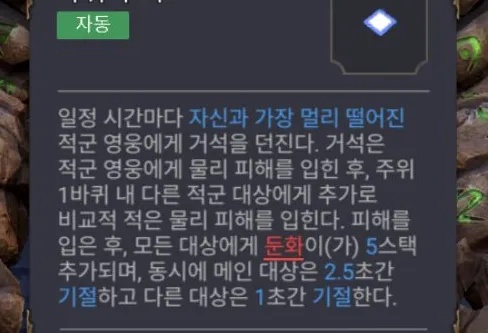 자동
일정 시간마다 자신과 가장 멀리 떨어진
적군 영웅에게 거석을 던진다. 거석은
적군 영웅에게 물리 피해를 입힌 후, 주위
1바퀴 내 다른 적군 대상에게 추가로
비교적 적은 물리 피해를 입힌다. 피해를
입은 후, 모든 대상에게 둔화이(가) 5스택
추가되며, 동시에 메인 대상은 2.5초간
기절하고 다른 대상은 1초간 기절한다.